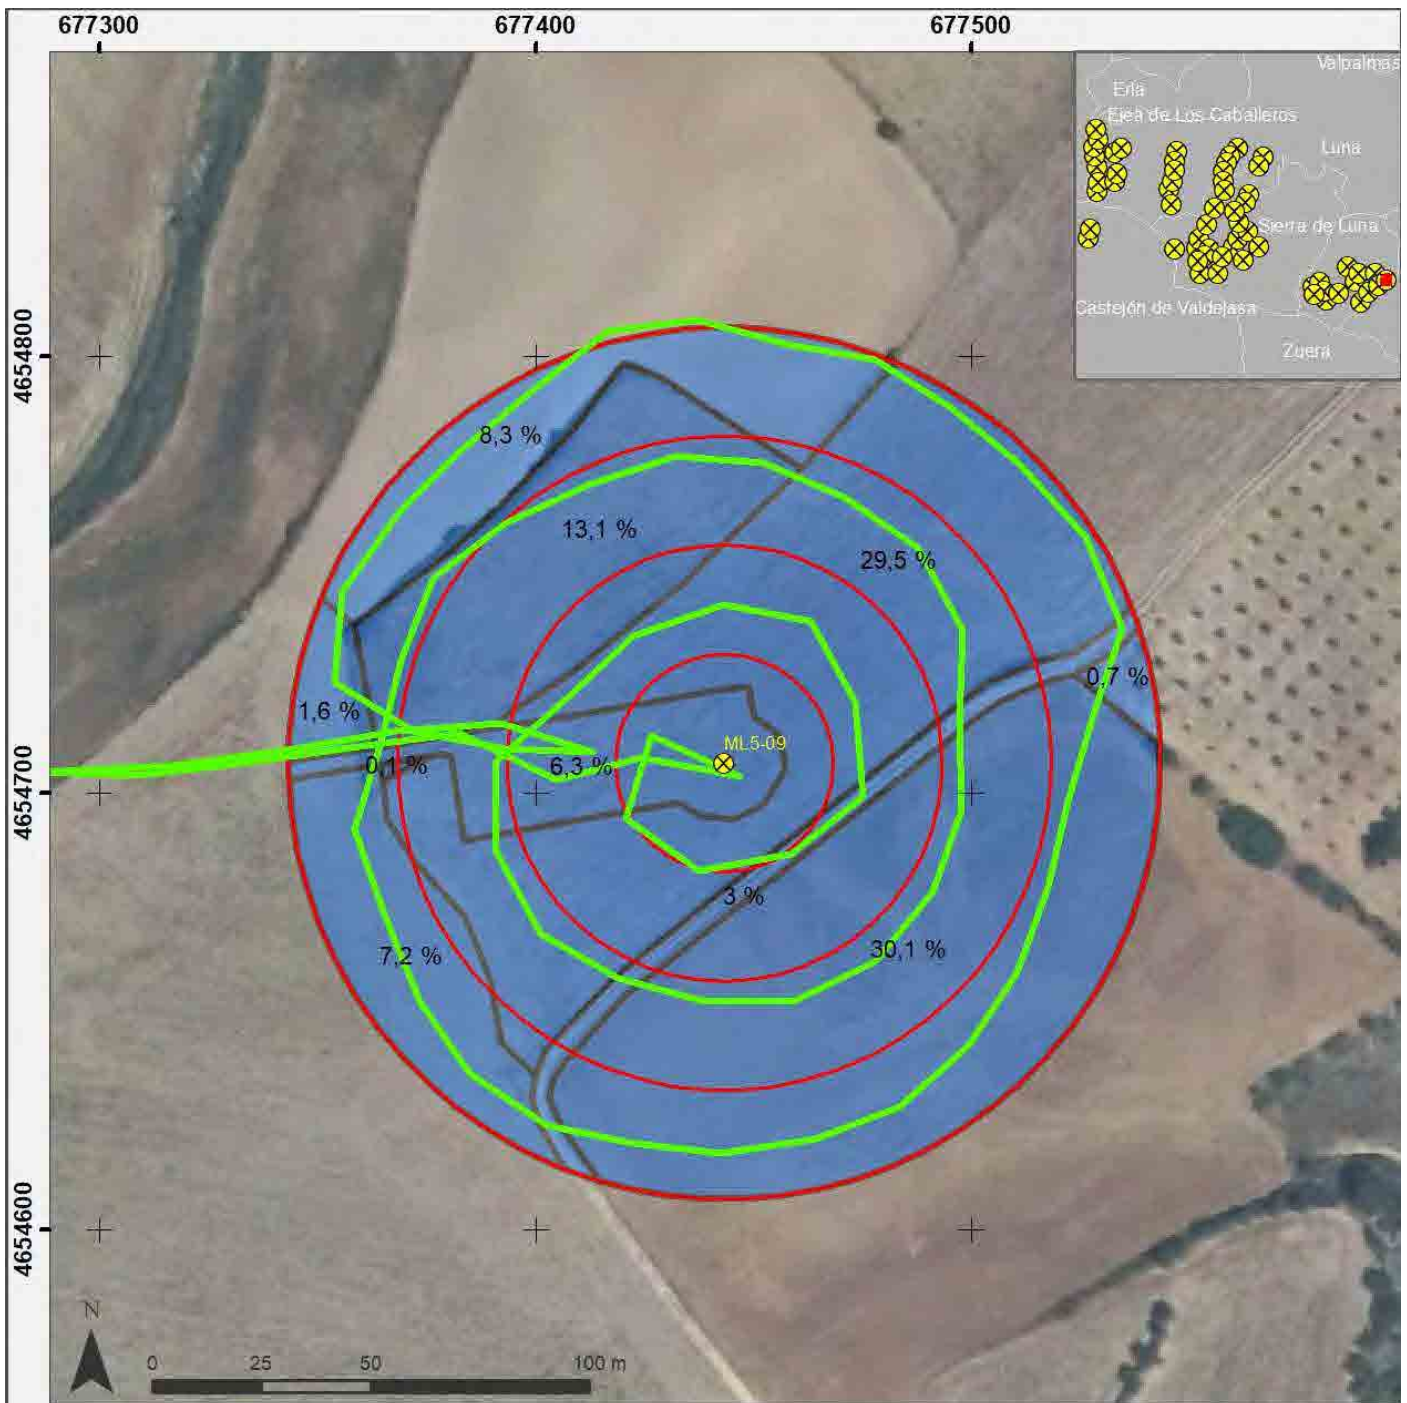 677300
677400
677500
Valpalmas
Erla
Ejea de Los Caballeros
Luna
Sierra de Luna
Castejón de Valdejasa
Zuera
4654800
8,3 %
13,1 %
29,5 %
0,7 %
1,6 %
ML5-09
0,1 %
6,3 %
4654700
3 %
7,2 %
30,1 %
4654600
N
0
25
50
100 m